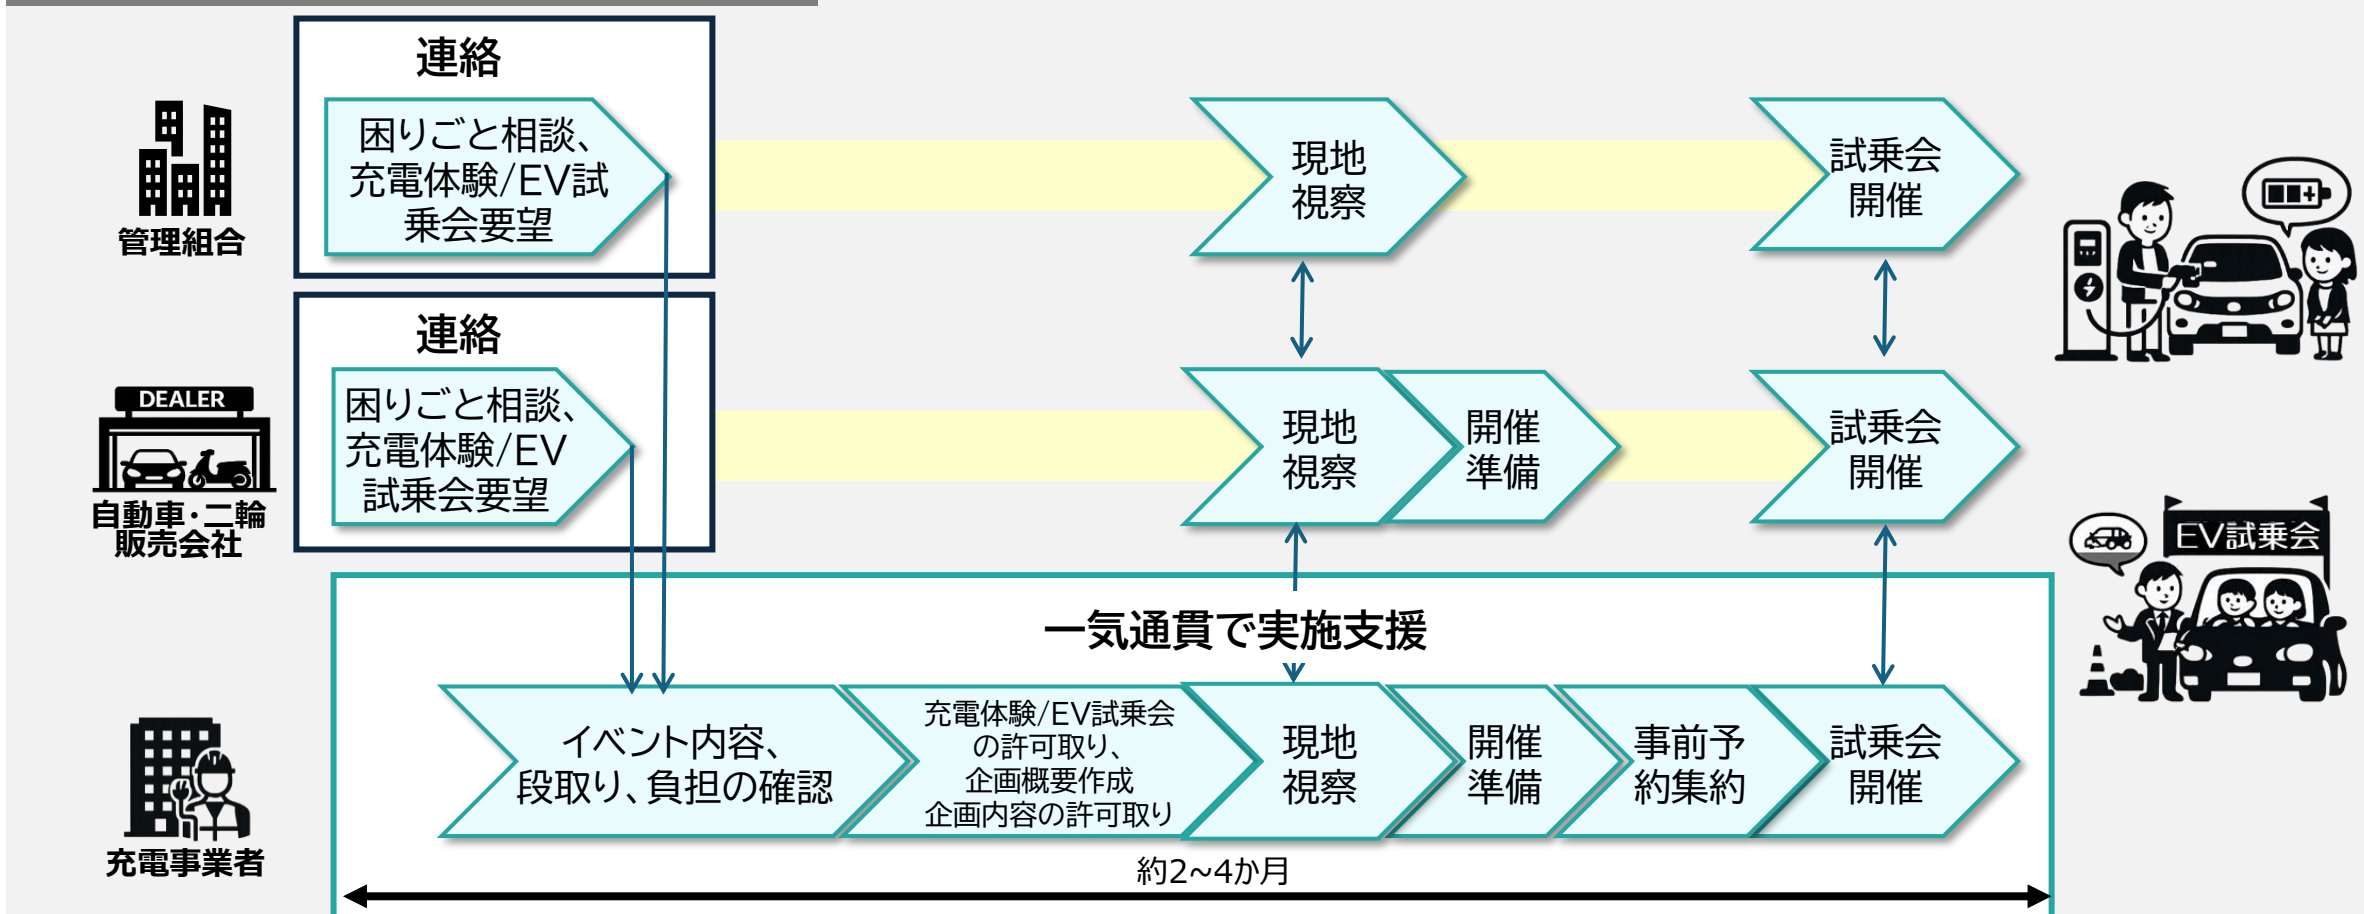 連絡
困りごと相談、
充電体験/EV試
乗会要望
管理組合
現地
視察
試乗会
開催
連絡
困りごと相談、
充電体験/EV
試乗会要望
DEALER
自動車・二輪
販売会社
現地
視察
開催
準備
試乗会
開催
EV試乗会
一気通貫で実施支援
イベント内容、
段取り、負担の確認
充電体験/EV試乗会
の許可取り、
企画概要作成
企画内容の許可取り
現地
視察
開催
準備
事前予
約集約
試乗会
開催
充電事業者
約2~4か月